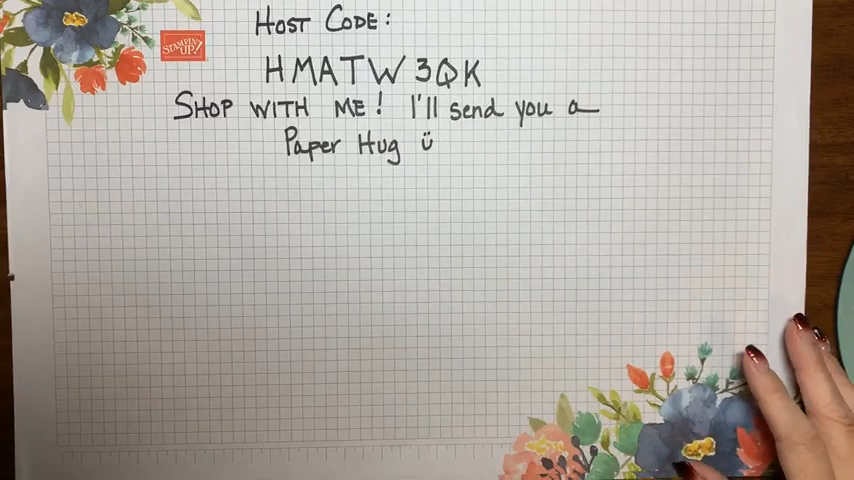 HOST CODE:
STAMPIN' UP!
HMATW3QK
SHOP WITH ME! I'll send you a
Paper Hug